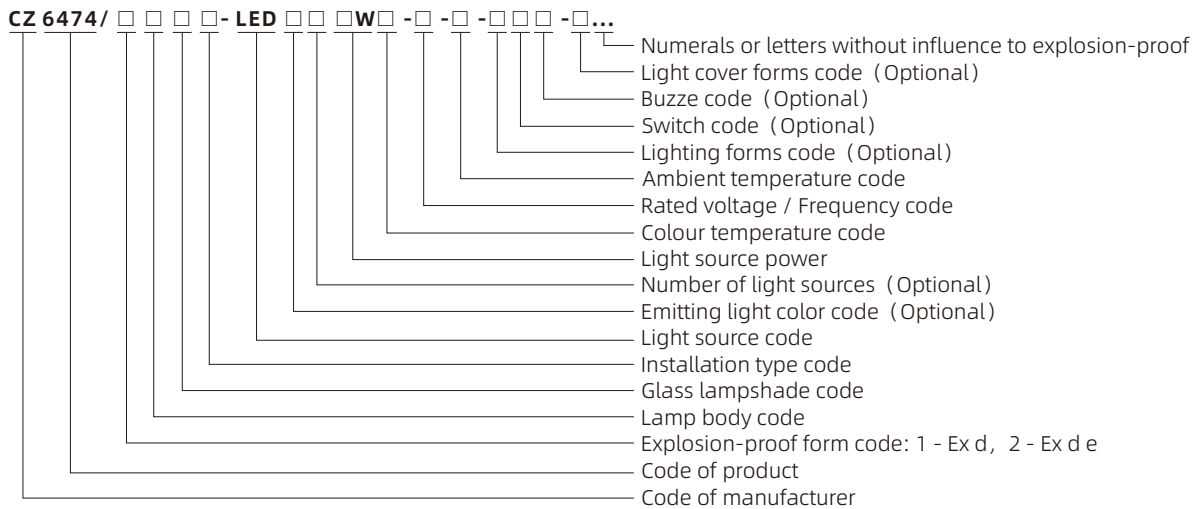 CZ 6474/ □ □ □ □- LED □□ □W□ -□ -□ -□□□ -□...
Numerals or letters without influence to explosion-proof
Light cover forms code（Optional）
Buzze code（Optional）
Switch code（Optional）
Lighting forms code（Optional）
Ambient temperature code
Rated voltage / Frequency code
Colour temperature code
Light source power
Number of light sources（Optional）
Emitting light color code（Optional）
Light source code
Installation type code
Glass lampshade code
Lamp body code
Explosion-proof form code: 1 - Ex d，2 - Ex d e
Code of product
Code of manufacturer